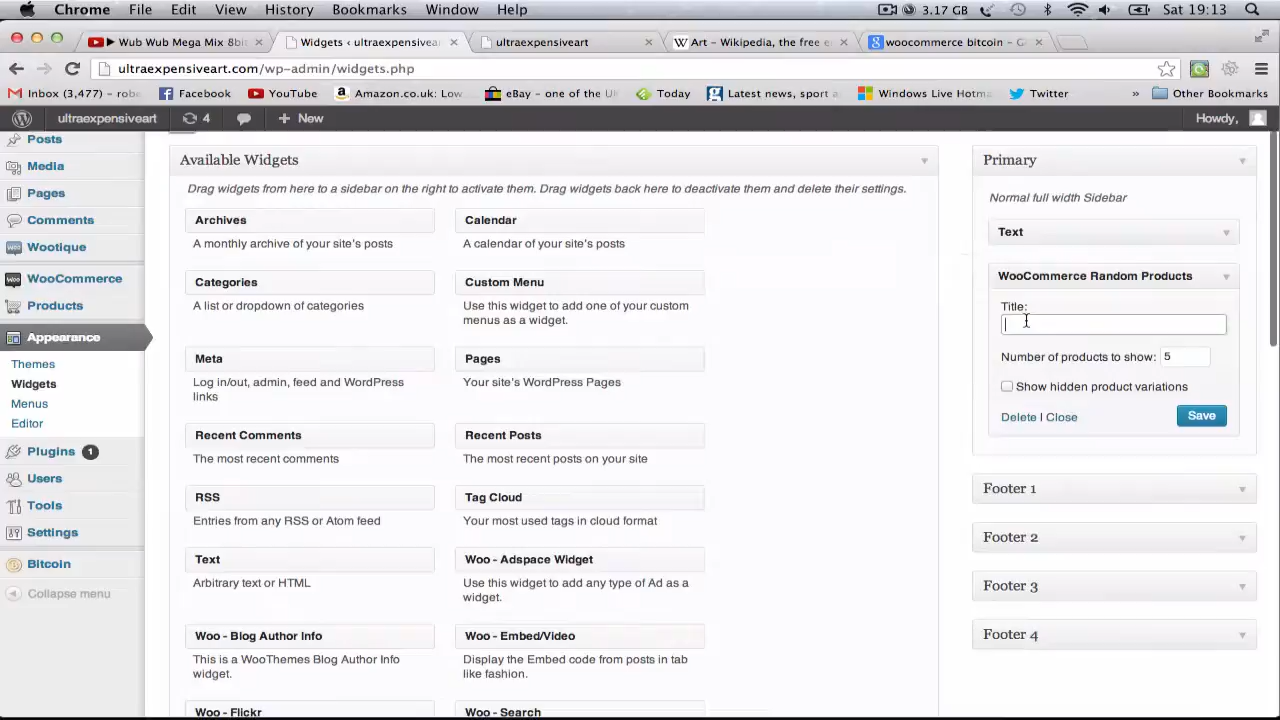 Chrome File Edit View History Bookmarks Window Help 3.17 GB Sat 19:13
Wub Wub Mega Mix 8bi Widgets ‹ ultraexpensivea ultraexpensiveart Art - Wikipedia, the free e woocommerce bitcoin - G
ultraexpensiveart.com/wp-admin/widgets.php
Inbox (3,477) - robe Facebook YouTube Amazon.co.uk: Low eBay - one of the U Today Latest news, sport a Windows Live Hotma Twitter » Other Bookmarks
ultraexpensiveart 4 + New Howdy,
Posts
Media
Pages
Comments
Wootique
WooCommerce
Products
Appearance
Themes
Widgets
Menus
Editor
Plugins 1
Users
Tools
Settings
Bitcoin
Collapse menu
Available Widgets
Drag widgets from here to a sidebar on the right to activate them. Drag widgets back here to deactivate them and delete their settings.
Archives
A monthly archive of your site's posts
Calendar
A calendar of your site's posts
Categories
A list or dropdown of categories
Custom Menu
Use this widget to add one of your custom
menus as a widget.
Meta
Log in/out, admin, feed and WordPress
links
Pages
Your site's WordPress Pages
Recent Comments
The most recent comments
Recent Posts
The most recent posts on your site
RSS
Entries from any RSS or Atom feed
Tag Cloud
Your most used tags in cloud format
Text
Arbitrary text or HTML
Woo - Adspace Widget
Use this widget to add any type of Ad as a
widget.
Woo - Blog Author Info
This is a WooThemes Blog Author Info
widget.
Woo - Embed/Video
Display the Embed code from posts in tab
like fashion.
Woo - Flickr
Woo - Search
Primary
Normal full width Sidebar
Text
WooCommerce Random Products
Title:
Number of products to show: 5
Show hidden product variations
Delete | Close Save
Footer 1
Footer 2
Footer 3
Footer 4